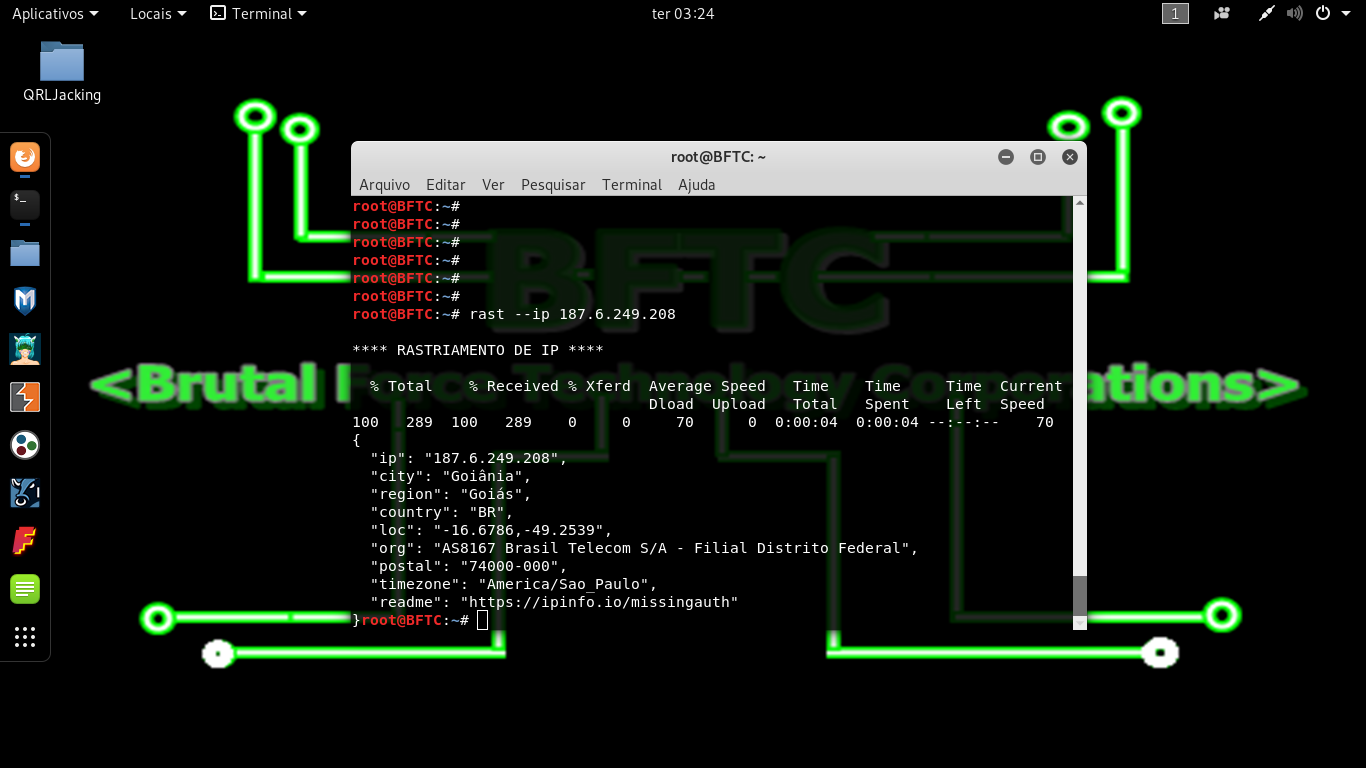 Aplicativos Locais Terminal ter 03:24 1
QRLJacking
root@BFTC: ~
Arquivo Editar Ver Pesquisar Terminal Ajuda
root@BFTC:~#
root@BFTC:~#
root@BFTC:~#
root@BFTC:~#
root@BFTC:~#
root@BFTC:~#
root@BFTC:~# rast --ip 187.6.249.208
**** RASTRIAMENTO DE IP ****
% Total % Received % Xferd Average Speed Time Time Time Current
Dload Upload Total Spent Left Speed
100 289 100 289 0 0 70 0 0:00:04 0:00:04 --:--:-- 70
{
"ip": "187.6.249.208",
"city": "Goiânia",
"region": "Goiás",
"country": "BR",
"loc": "-16.6786,-49.2539",
"org": "AS8167 Brasil Telecom S/A - Filial Distrito Federal",
"postal": "74000-000",
"timezone": "America/Sao_Paulo",
"readme": "https://ipinfo.io/missingauth"
}root@BFTC:~#
BFTC
<Brutal Force Technology Corporations>